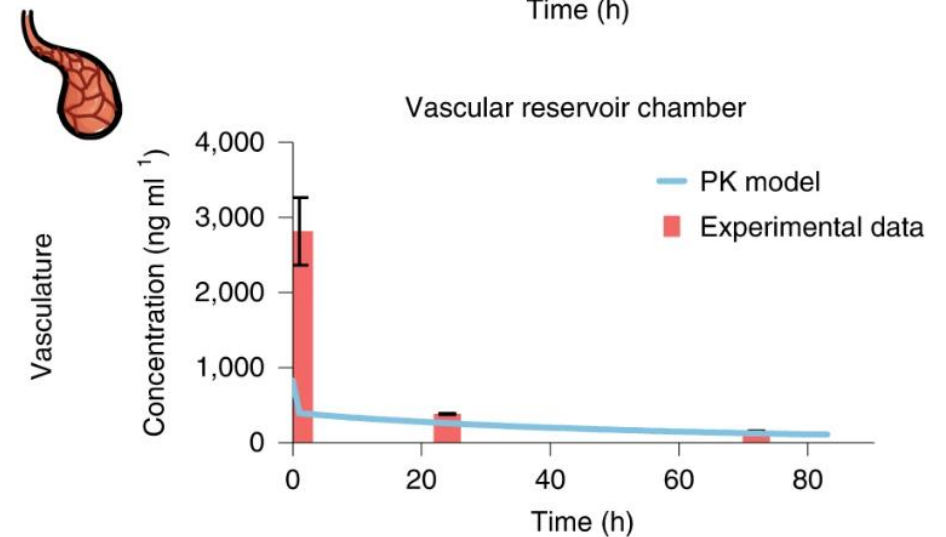 Time (h)
Vascular reservoir chamber
Vasculature
Concentration (ng ml 1)
4,000
3,000
2,000
1,000
0
PK model
Experimental data
0 20 40 60 80
Time (h)